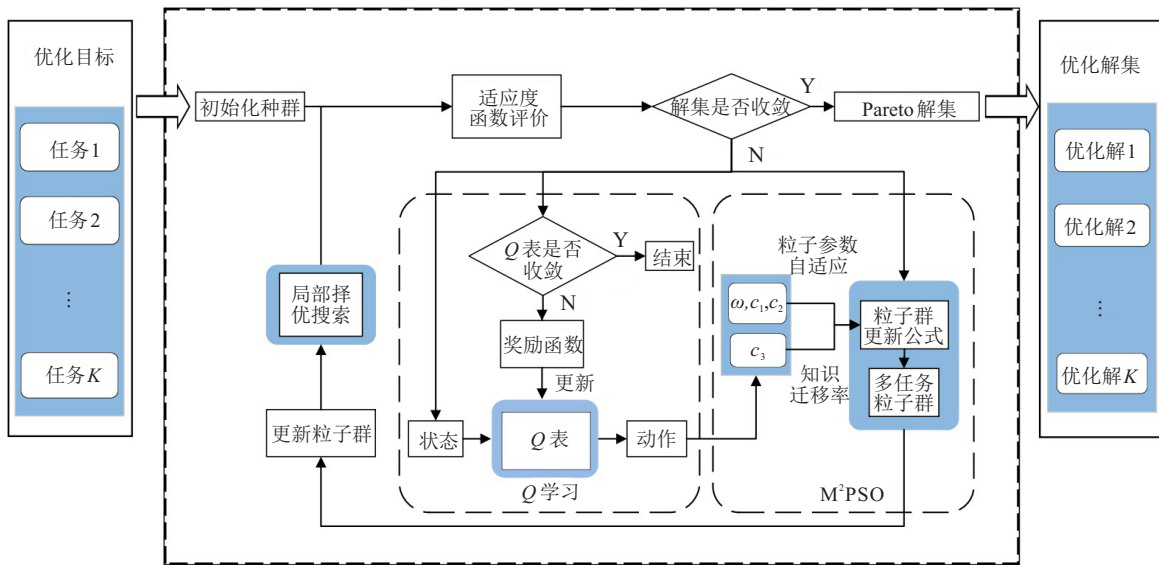 优化目标
任务1
任务2
⋮
任务K
初始化种群
适应度
函数评价
解集是否收敛
Y
Pareto 解集
N
优化解集
优化解1
优化解2
⋮
优化解K
Q 表是否
收敛
Y
结束
N
奖励函数
更新
状态
Q 表
动作
Q 学习
局部择
优搜索
更新粒子群
粒子参数
自适应
ω,c₁,c₂
c₃
知识
迁移率
粒子群
更新公式
多任务
粒子群
M²PSO